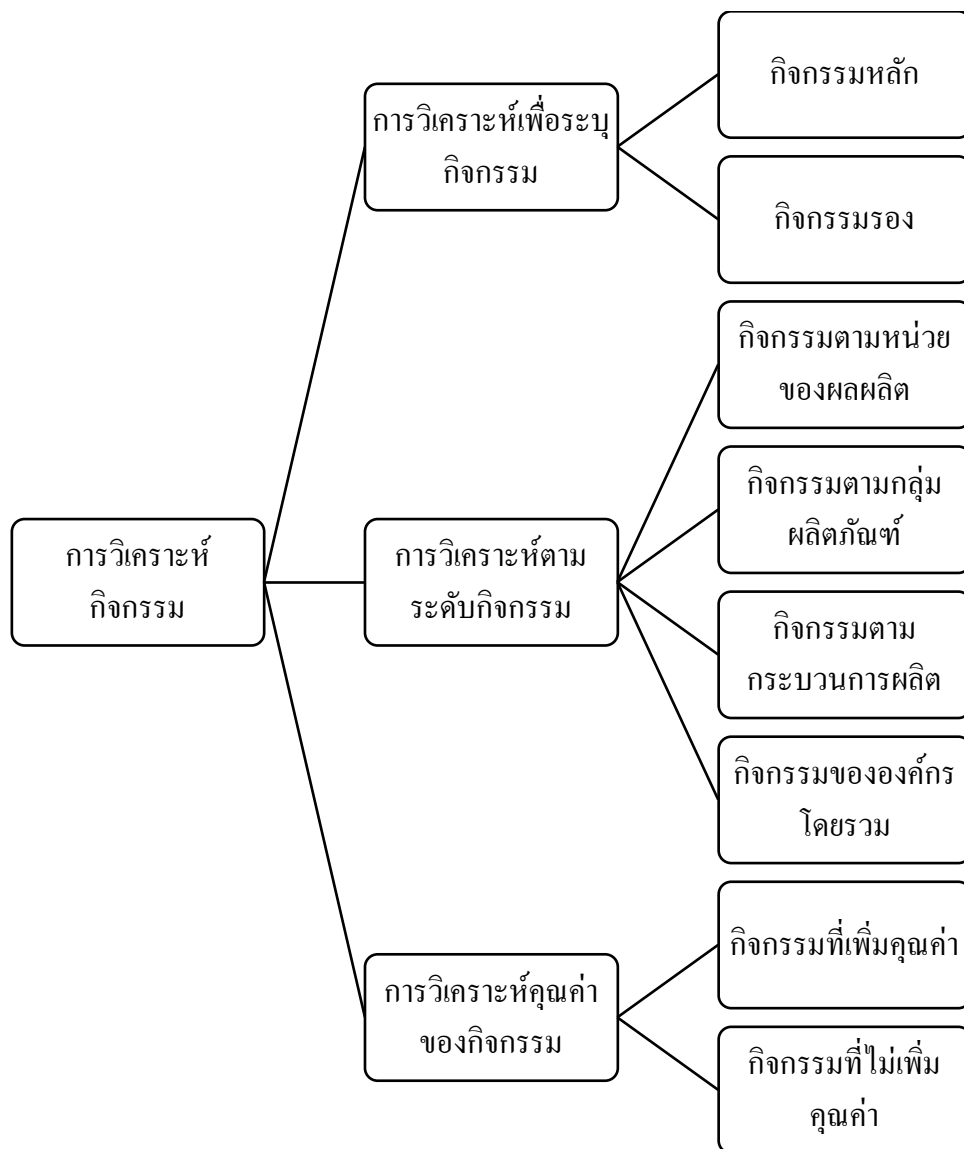 การวิเคราะห์
กิจกรรม
การวิเคราะห์เพื่อระบุ
กิจกรรม
กิจกรรมหลัก
กิจกรรมรอง
การวิเคราะห์ตาม
ระดับกิจกรรม
กิจกรรมตามหน่วย
ของผลผลิต
กิจกรรมตามกลุ่ม
ผลิตภัณฑ์
กิจกรรมตาม
กระบวนการผลิต
กิจกรรมขององค์กร
โดยรวม
การวิเคราะห์คุณค่า
ของกิจกรรม
กิจกรรมที่เพิ่มคุณค่า
กิจกรรมที่ไม่เพิ่ม
คุณค่า